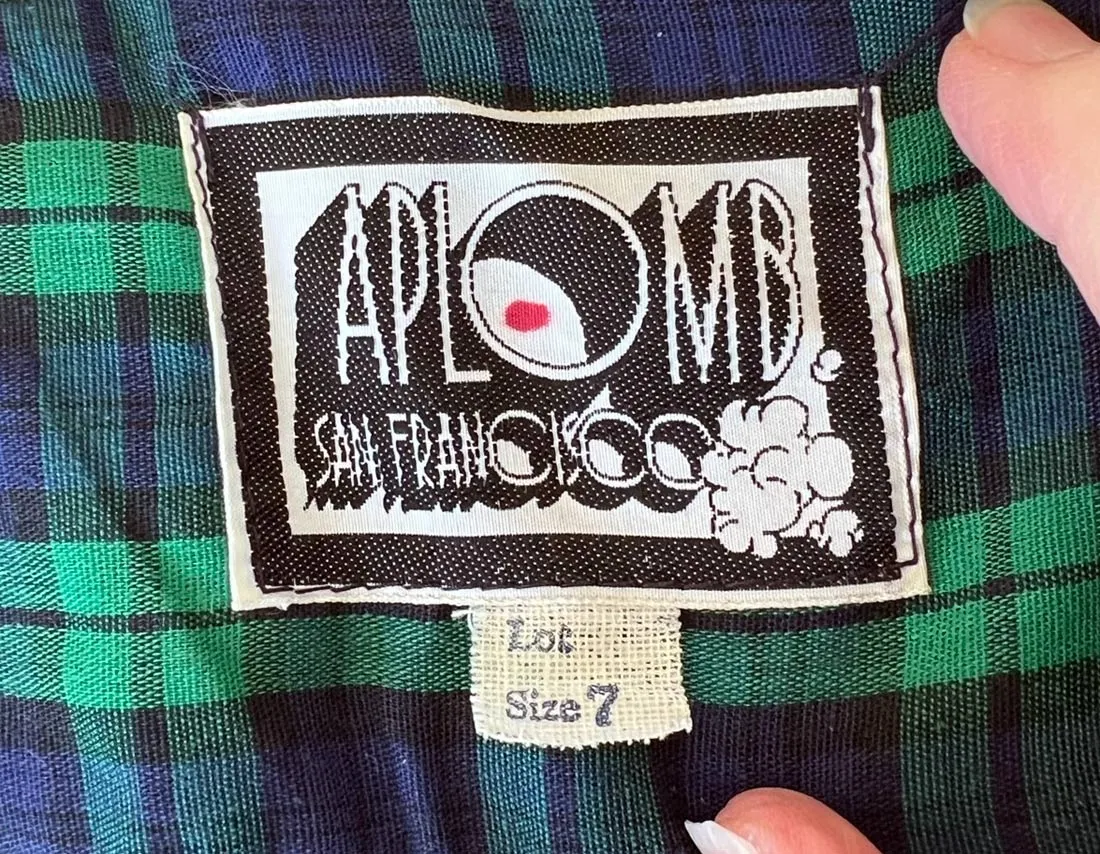 APLOMB.
SAN FRANCISCO
Lot
Size 7